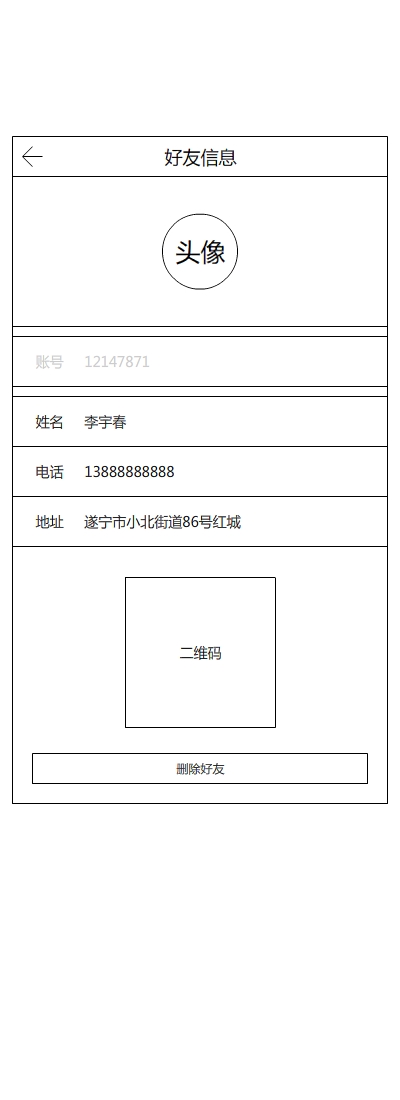 好友信息
头像
账号 12147871
姓名 李宇春
电话 13888888888
地址 遂宁市小北街道86号红城
二维码
删除好友